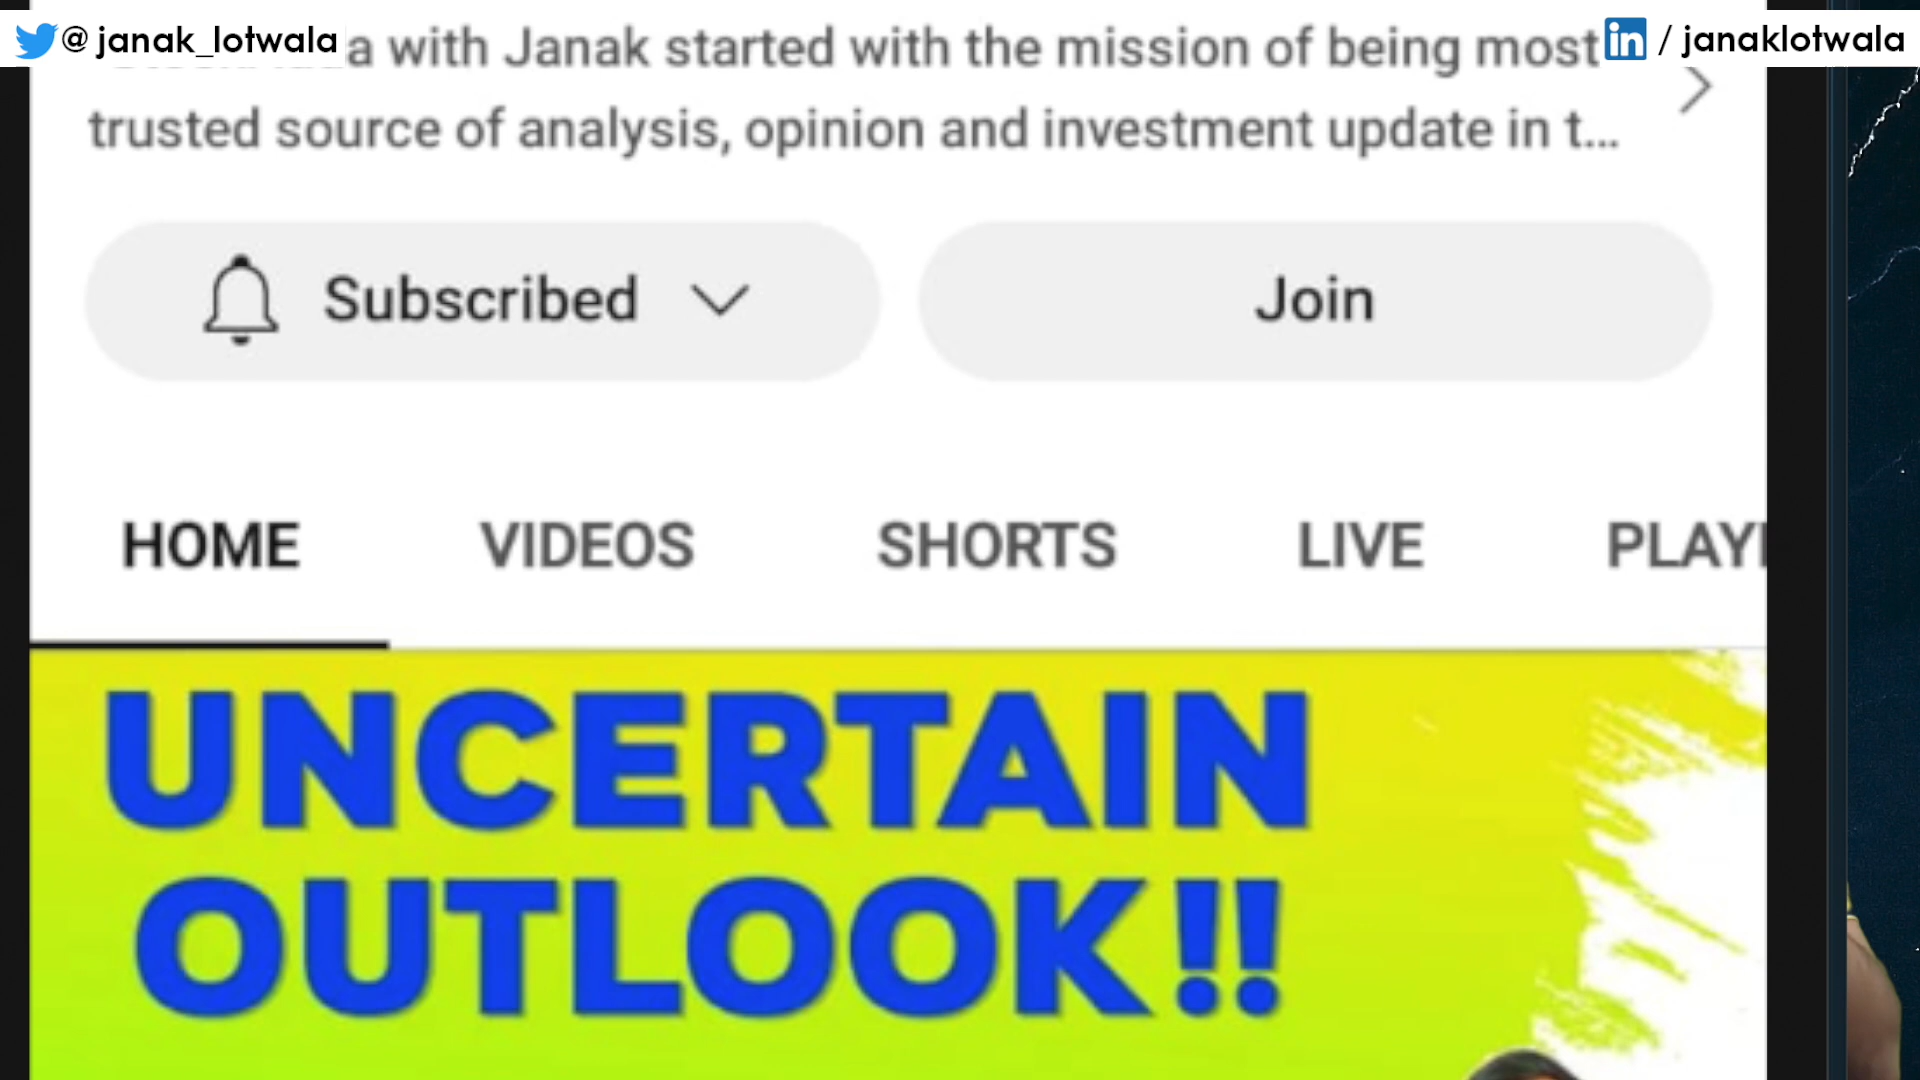 @ janak_lotwala
/ janaklotwala
a with Janak started with the mission of being most
trusted source of analysis, opinion and investment update in t...
Subscribed
Join
HOME VIDEOS SHORTS LIVE PLAY
UNCERTAIN
OUTLOOK!!